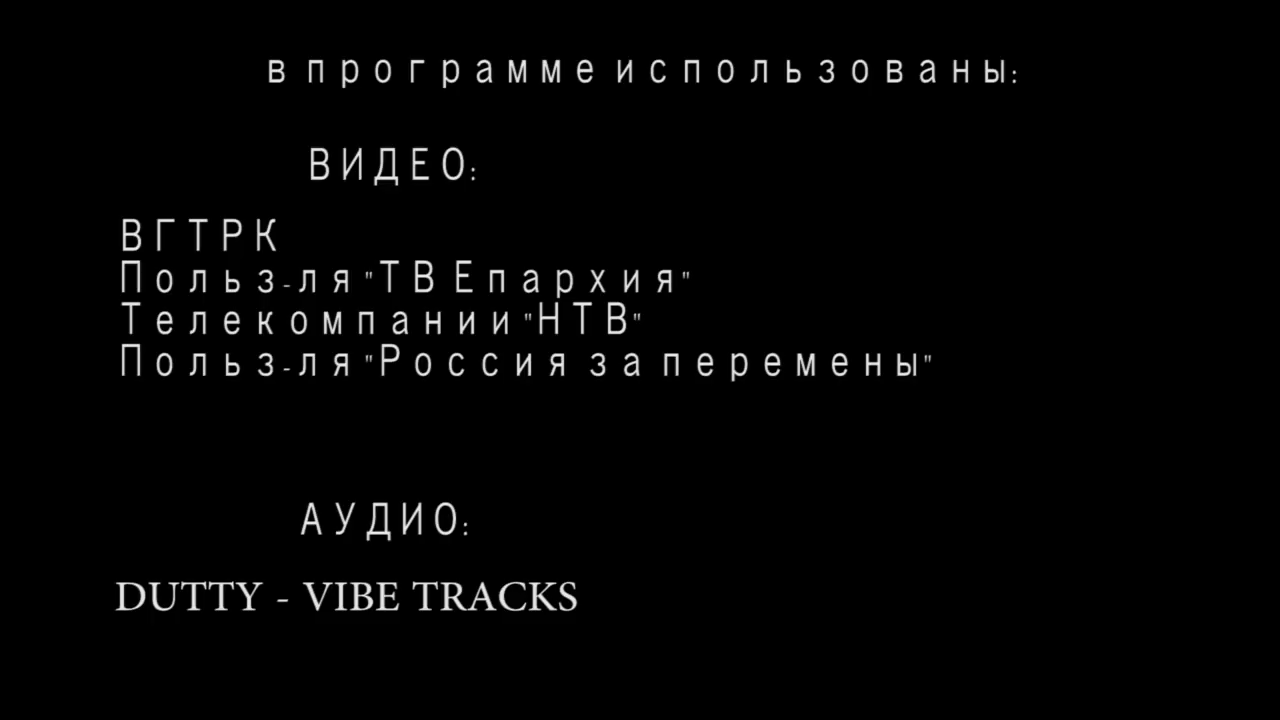 в программе использованы:
ВИДЕО:
ВГТРК
Польз-ля "ТВ Епархия"
Телекомпании "НТВ"
Польз-ля "Россия за перемены"
АУДИО:
DUTTY - VIBE TRACKS